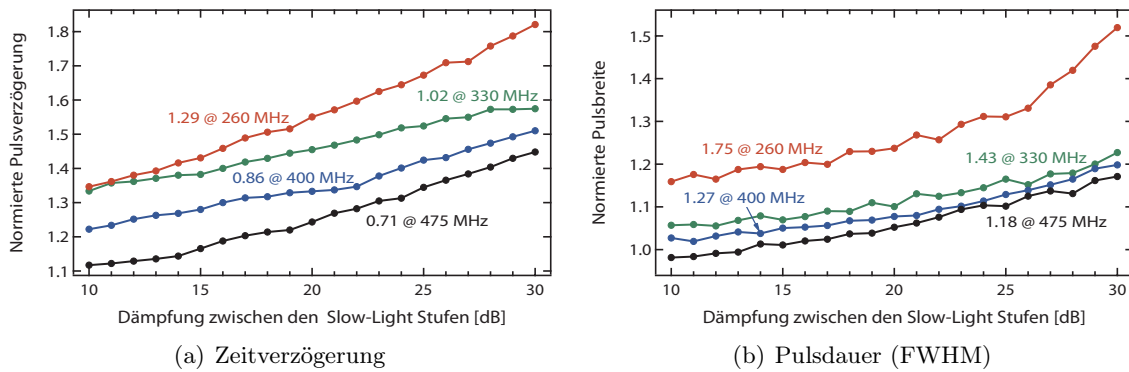 Normierte Pulsverzögerung
1.8
1.7
1.6
1.5
1.4
1.3
1.2
1.1
1.29 @ 260 MHz
1.02 @ 330 MHz
0.86 @ 400 MHz
0.71 @ 475 MHz
10 15 20 25 30
Dämpfung zwischen den Slow-Light Stufen [dB]
(a) Zeitverzögerung
Normierte Pulsbreite
1.5
1.4
1.3
1.2
1.1
1.0
1.75 @ 260 MHz
1.43 @ 330 MHz
1.27 @ 400 MHz
1.18 @ 475 MHz
10 15 20 25 30
Dämpfung zwischen den Slow-Light Stufen [dB]
(b) Pulsdauer (FWHM)